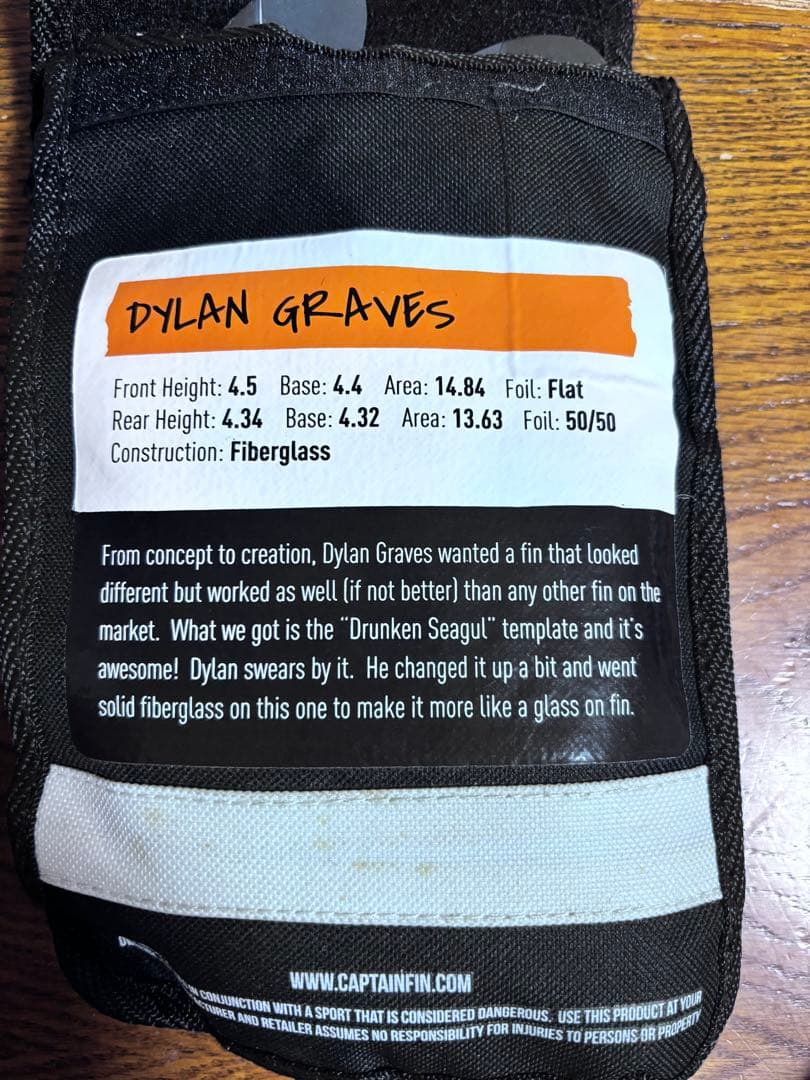 DYLAN GRAVES
Front Height: 4.5 Base: 4.4 Area: 14.84 Foil: Flat
Rear Height: 4.34 Base: 4.32 Area: 13.63 Foil: 50/50
Construction: Fiberglass
From concept to creation, Dylan Graves wanted a fin that looked
different but worked as well (if not better) than any other fin on the
market. What we got is the “Drunken Seagul” template and it's
awesome! Dylan swears by it. He changed it up a bit and went
solid fiberglass on this one to make it more like a glass on fin.
WWW.CAPTAINFIN.COM
IN CONJUNCTION WITH A SPORT THAT IS CONSIDERED DANGEROUS. USE THIS PRODUCT AT YOUR
AND RETAILER ASSUMES NO RESPONSIBILITY FOR INJURIES TO PERSONS OR PROPERTY